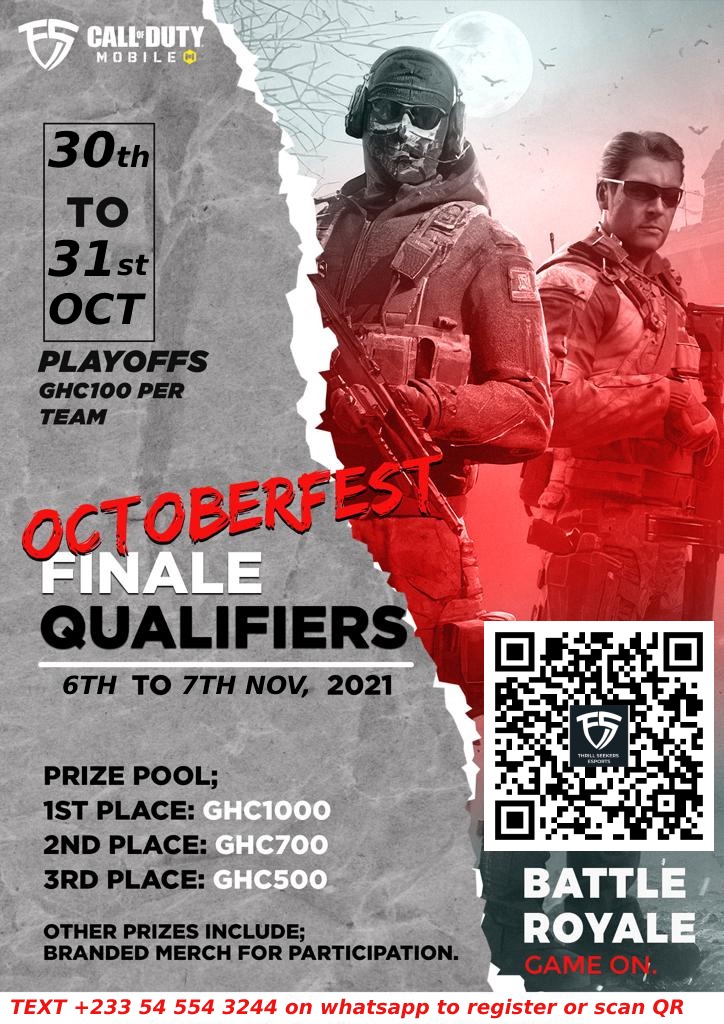 CALL OF DUTY
MOBILE
30th
TO
31st
OCT
PLAYOFFS
GHC100 PER
TEAM
OCTOBERFEST
FINALE
QUALIFIERS
6TH TO 7TH NOV, 2021
PRIZE POOL;
1ST PLACE: GHC1000
2ND PLACE: GHC700
3RD PLACE: GHC500
OTHER PRIZES INCLUDE;
BRANDED MERCH FOR PARTICIPATION.
THRILL SEEKERS
ESPORTS
BATTLE
ROYALE
GAME ON.
TEXT +233 54 554 3244 on whatsapp to register or scan QR